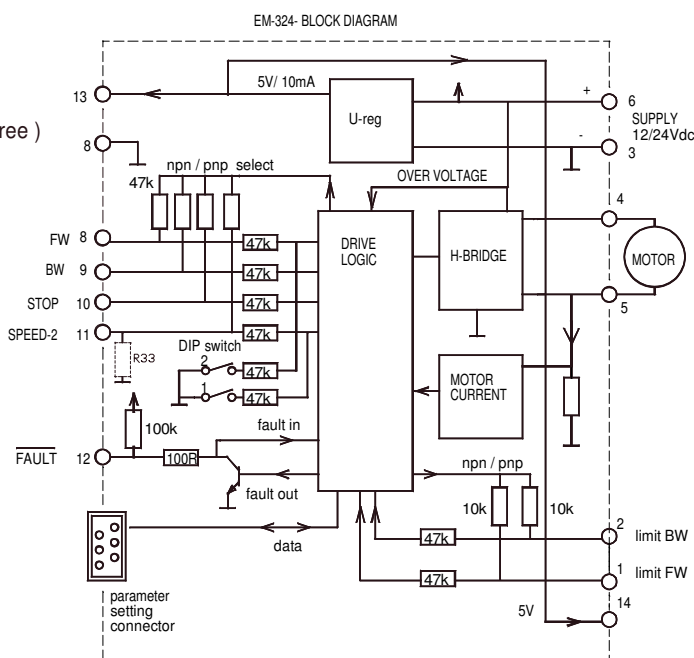 EM-324- BLOCK DIAGRAM
13
5V/ 10mA
U-reg
+
6
SUPPLY
12/24Vdc
-
3
ree )
8
47k
npn / pnp select
OVER VOLTAGE
4
FW 8
47k
DRIVE
LOGIC
H-BRIDGE
MOTOR
BW 9
47k
STOP 10
47k
5
SPEED-2 11
47k
R33
DIP switch
2
47k
1
47k
MOTOR
CURRENT
100k
fault in
FAULT 12
100R
fault out
npn / pnp
10k
10k
data
47k
2
limit BW
47k
1
limit FW
parameter
setting
connector
5V
14